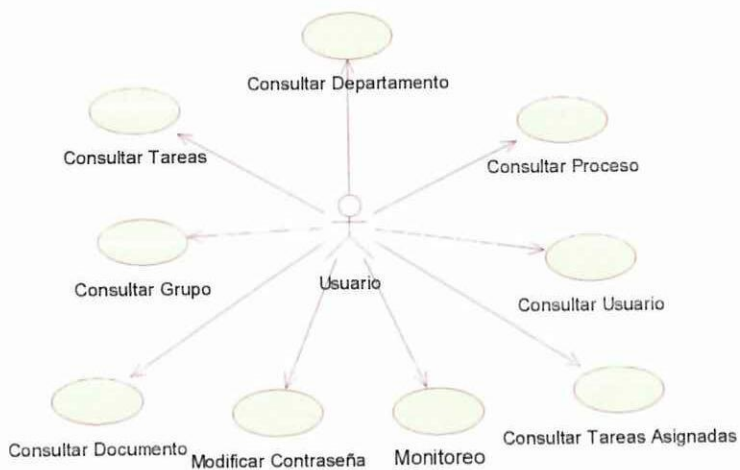 Consultar Departamento
Consultar Tareas
Consultar Proceso
Consultar Grupo
Usuario
Consultar Usuario
Consultar Documento
Modificar Contraseña
Monitoreo
Consultar Tareas Asignadas